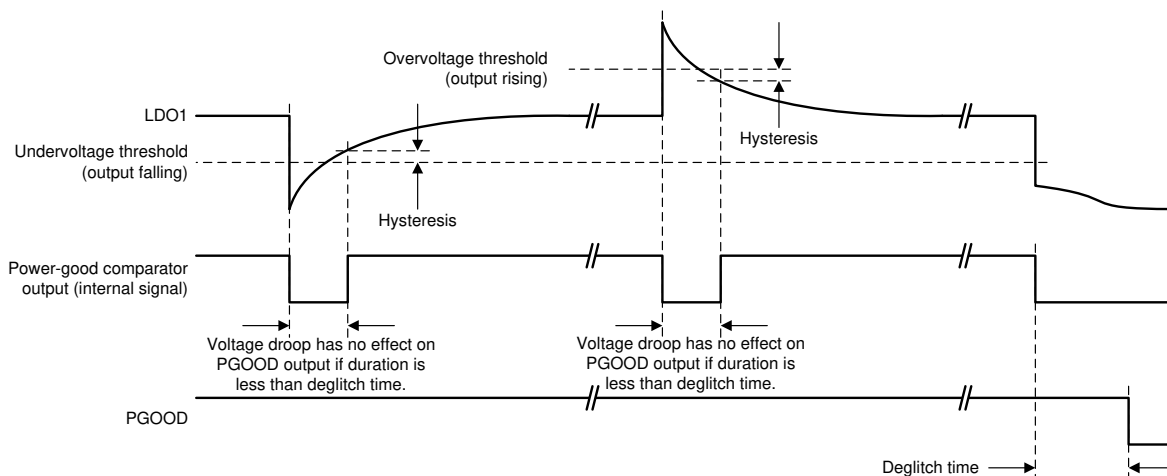 Overvoltage threshold
(output rising)
LDO1
Hysteresis
Undervoltage threshold
(output falling)
Hysteresis
Power-good comparator
output (internal signal)
Voltage droop has no effect on
PGOOD output if duration is
less than deglitch time.
Voltage droop has no effect on
PGOOD output if duration is
less than deglitch time.
PGOOD
Deglitch time